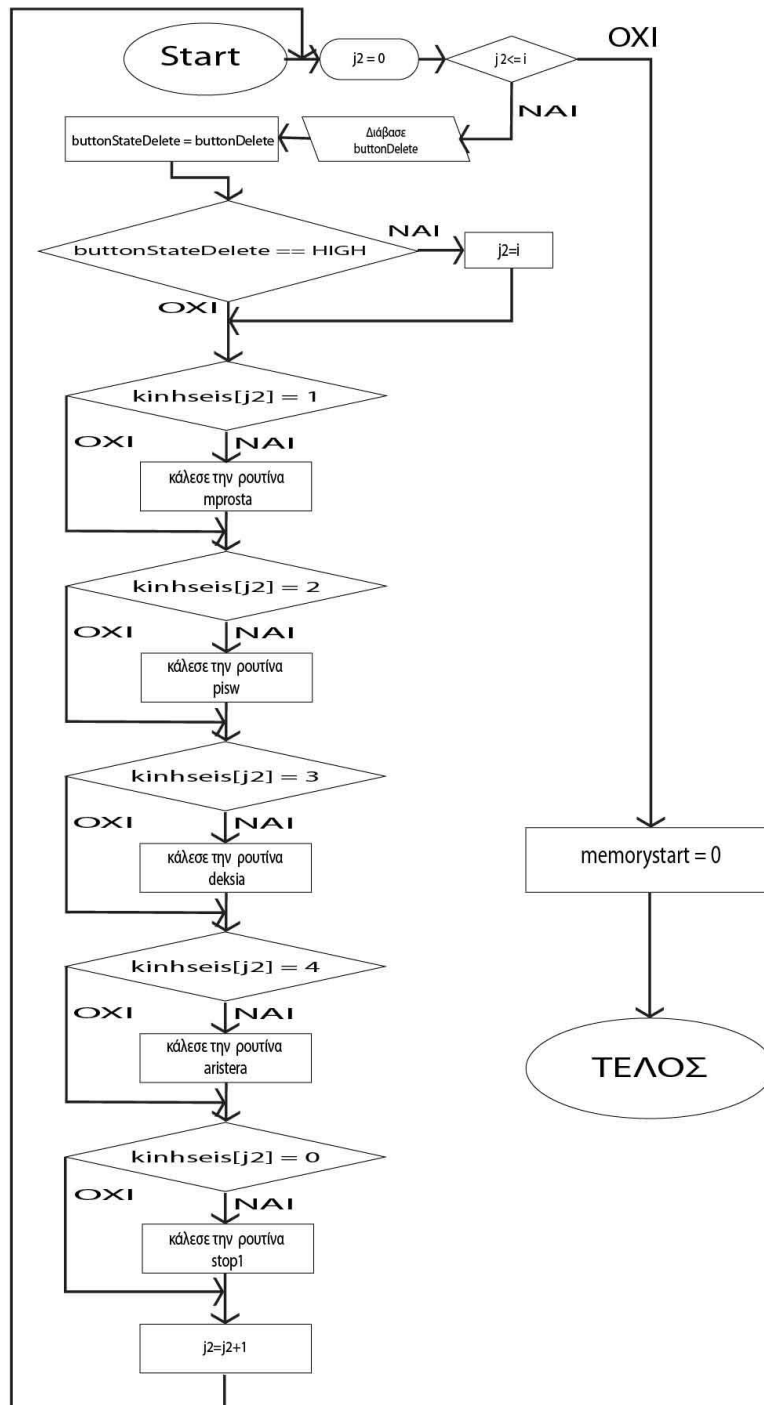 Start
j2 = 0
j2<= i
ΟΧΙ
ΝΑΙ
Διάβασε
buttonDelete
buttonStateDelete = buttonDelete
buttonStateDelete == HIGH
ΝΑΙ
j2=i
ΟΧΙ
kinhseis[j2] = 1
ΟΧΙ
ΝΑΙ
κάλεσε την ρουτίνα
mprosta
kinhseis[j2] = 2
ΟΧΙ
ΝΑΙ
κάλεσε την ρουτίνα
pisw
kinhseis[j2] = 3
ΟΧΙ
ΝΑΙ
κάλεσε την ρουτίνα
deksia
kinhseis[j2] = 4
ΟΧΙ
ΝΑΙ
κάλεσε την ρουτίνα
aristera
kinhseis[j2] = 0
ΟΧΙ
ΝΑΙ
κάλεσε την ρουτίνα
stop1
j2=j2+1
memorystart = 0
ΤΕΛΟΣ